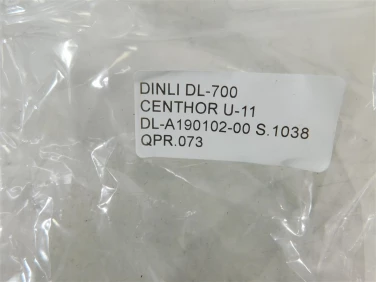 DINLI DL-700
CENTHOR U-11
DL-A190102-00 S.1038
QPR.073